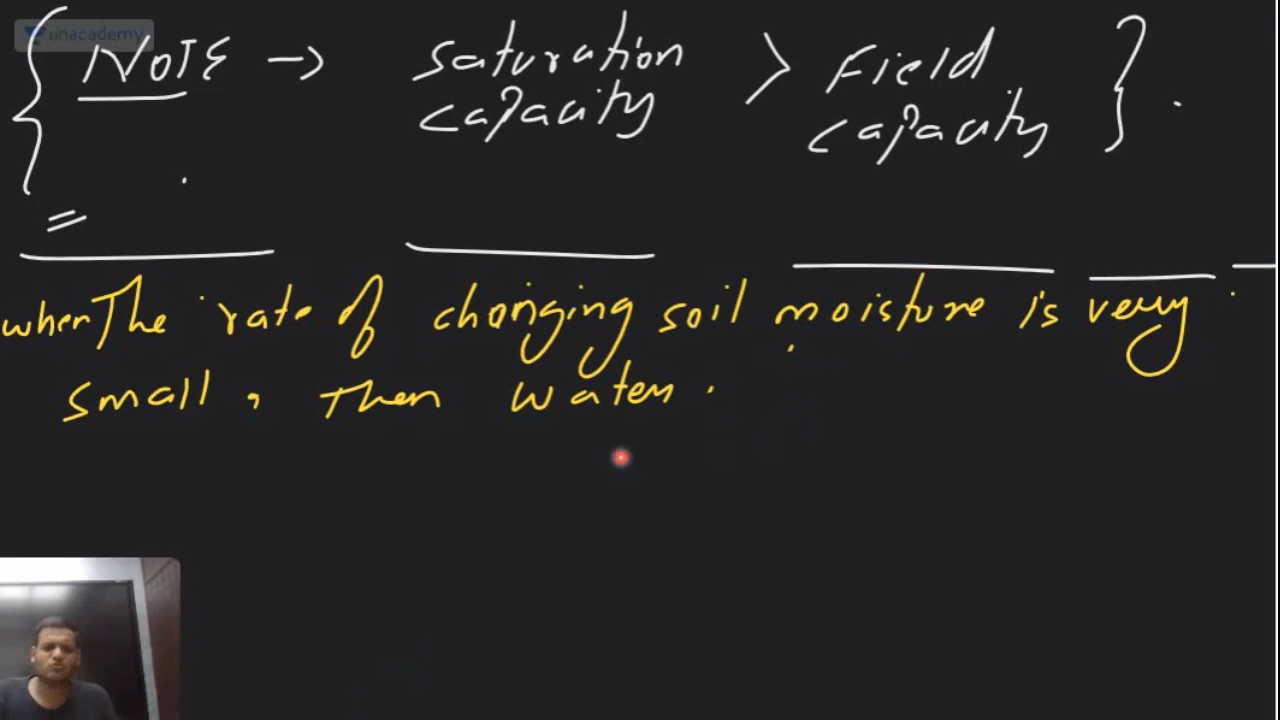 unacademy
NOTE → saturation > Field
capacity capacity
when The rate of changing soil moisture is very
small, then water.